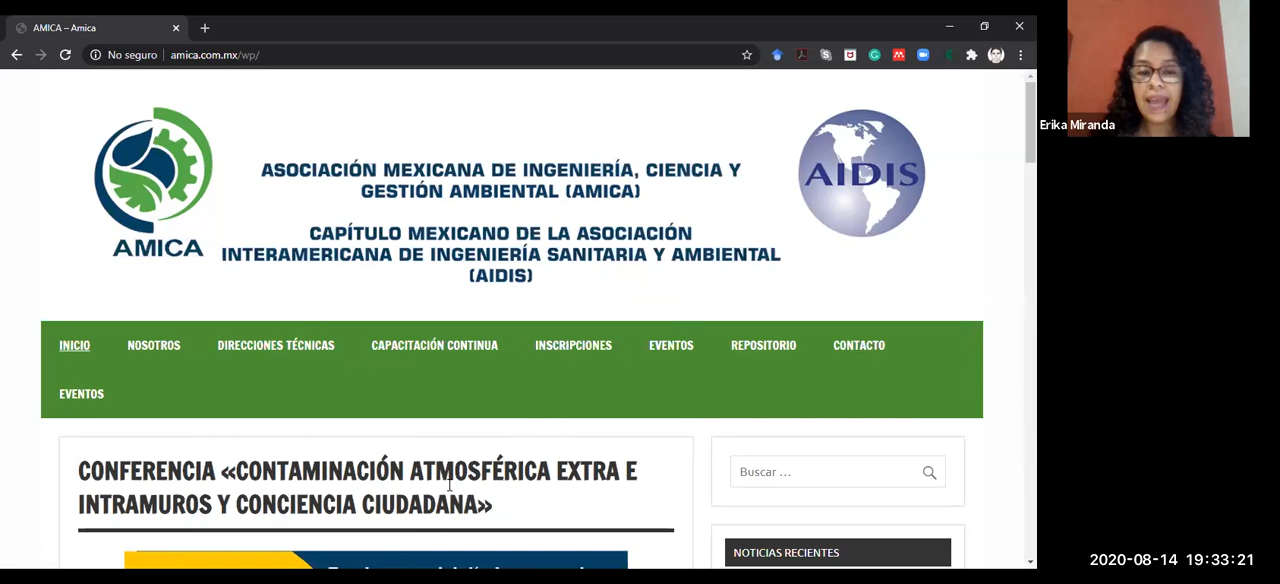 AMICA – Amica
No seguro
amica.com.mx/wp/
Erika Miranda
AMICA
ASOCIACIÓN MEXICANA DE INGENIERÍA, CIENCIA Y
GESTIÓN AMBIENTAL (AMICA)
CAPÍTULO MEXICANO DE LA ASOCIACIÓN
INTERAMERICANA DE INGENIERÍA SANITARIA Y AMBIENTAL
(AIDIS)
AIDIS
INICIO NOSOTROS DIRECCIONES TÉCNICAS CAPACITACIÓN CONTINUA INSCRIPCIONES EVENTOS REPOSITORIO CONTACTO
EVENTOS
CONFERENCIA «CONTAMINACIÓN ATMOSFÉRICA EXTRA E
INTRAMUROS Y CONCIENCIA CIUDADANA»
Buscar …
NOTICIAS RECIENTES
2020-08-14 19:33:21